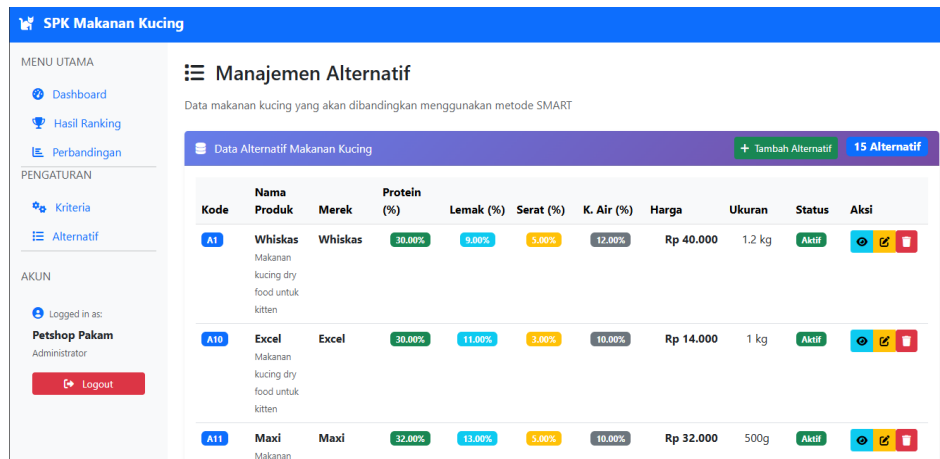 SPK Makanan Kucing
MENU UTAMA
Dashboard
Hasil Ranking
Perbandingan
PENGATURAN
Kriteria
Alternatif
AKUN
Logged in as:
Petshop Pakam
Administrator
Logout
Manajemen Alternatif
Data makanan kucing yang akan dibandingkan menggunakan metode SMART
Data Alternatif Makanan Kucing
+ Tambah Alternatif
15 Alternatif
Kode Nama Produk Merek Protein (%) Lemak (%) Serat (%) K. Air (%) Harga Ukuran Status Aksi
A1 Whiskas Whiskas 30.00% 9.00% 5.00% 12.00% Rp 40.000 1.2 kg Aktif
Makanan
kucing dry
food untuk
kitten
A10 Excel Excel 30.00% 11.00% 3.00% 10.00% Rp 14.000 1 kg Aktif
Makanan
kucing dry
food untuk
kitten
A11 Maxi Maxi 32.00% 13.00% 5.00% 10.00% Rp 32.000 500g Aktif
Makanan